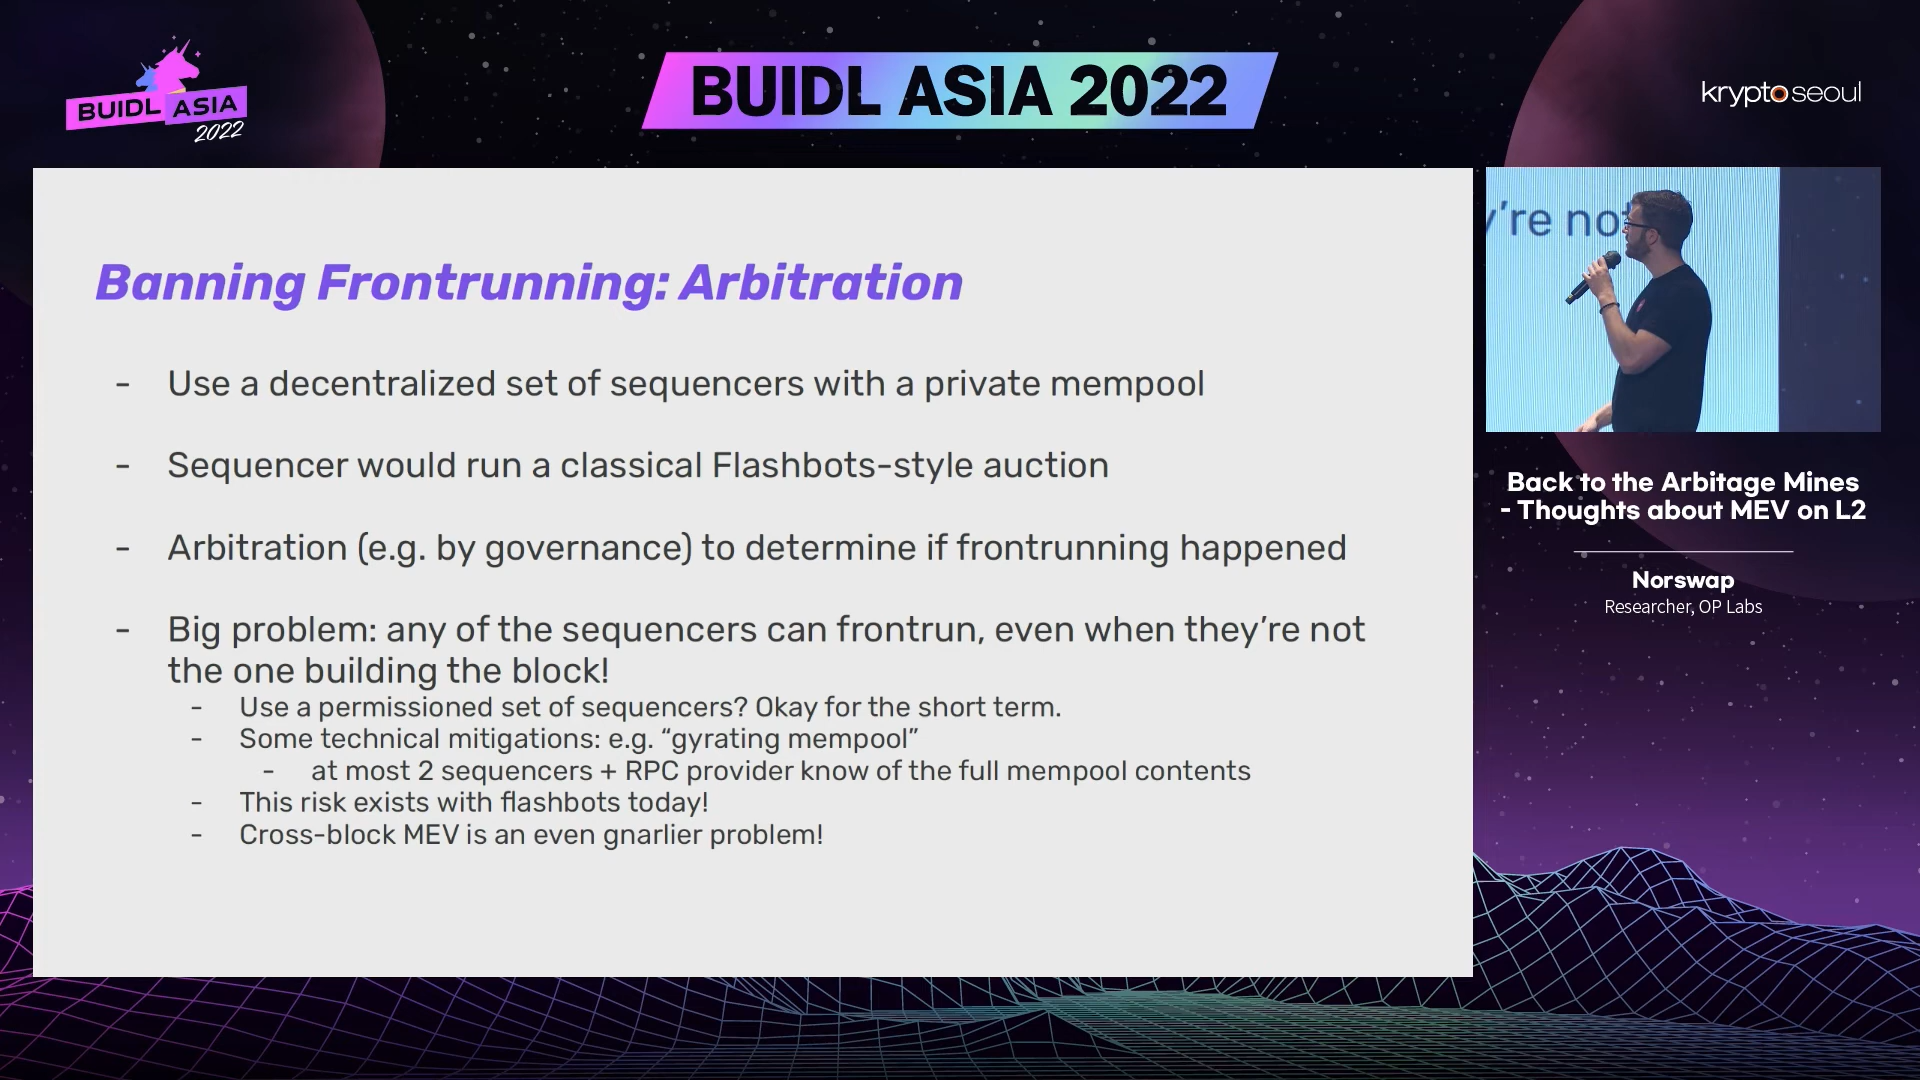 BUIDL ASIA
2022
BUIDL ASIA 2022
kryptoseoul
Banning Frontrunning: Arbitration
- Use a decentralized set of sequencers with a private mempool
- Sequencer would run a classical Flashbots-style auction
- Arbitration (e.g. by governance) to determine if frontrunning happened
- Big problem: any of the sequencers can frontrun, even when they’re not
the one building the block!
- Use a permissioned set of sequencers? Okay for the short term.
- Some technical mitigations: e.g. “gyrating mempool”
- at most 2 sequencers + RPC provider know of the full mempool contents
- This risk exists with flashbots today!
- Cross-block MEV is an even gnarlier problem!
y’re not
Back to the Arbitage Mines
- Thoughts about MEV on L2
Norswap
Researcher, OP Labs